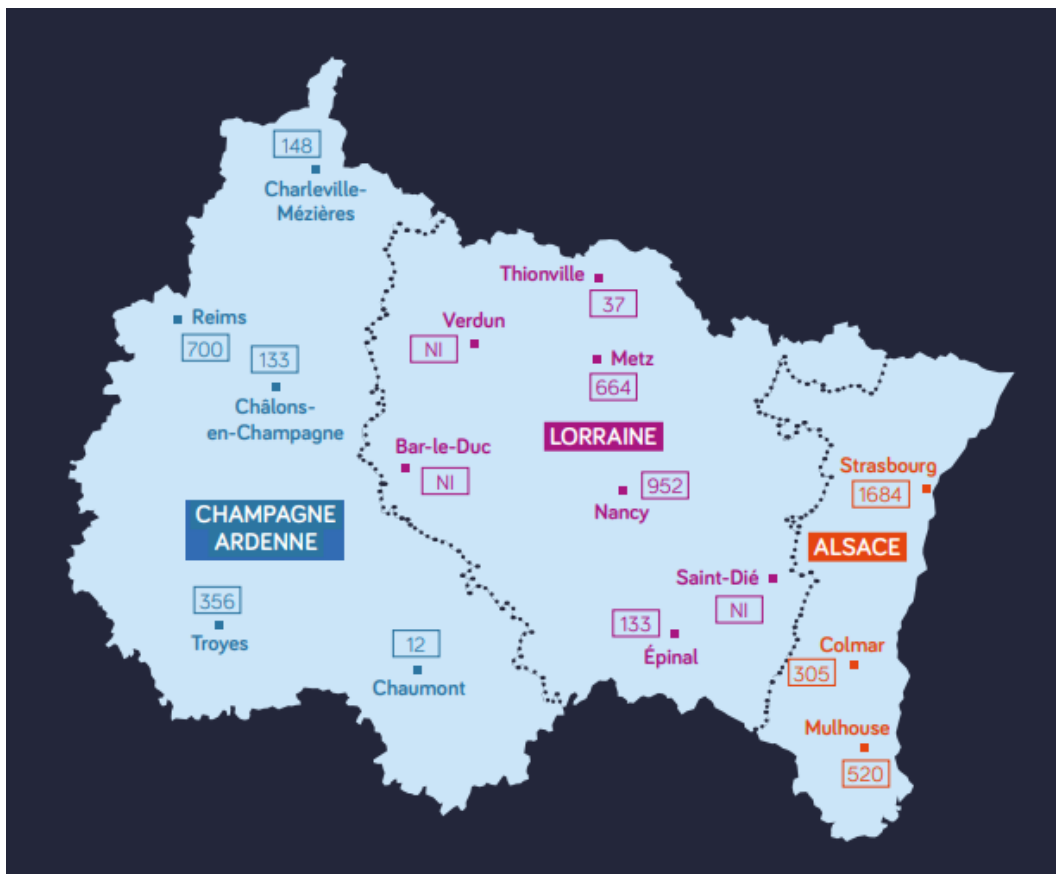 148
Charleville-
Mézières
Thionville
37
Reims
700
Verdun
NI
133
Châlons-
en-Champagne
Metz
664
LORRAINE
Bar-le-Duc
NI
Strasbourg
1684
952
Nancy
CHAMPAGNE
ARDENNE
ALSACE
Saint-Dié
NI
356
Troyes
133
Épinal
12
Chaumont
Colmar
305
Mulhouse
520